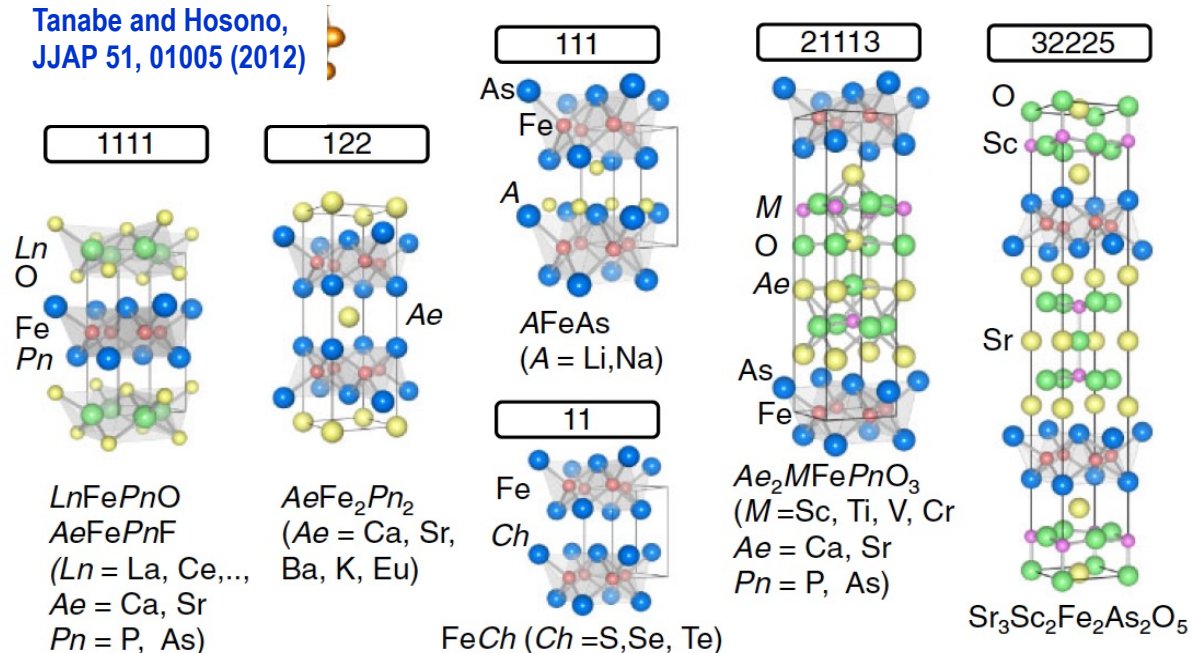 Tanabe and Hosono,
JJAP 51, 01005 (2012)
1111
Ln
O
Fe
Pn
LnFePnO
AeFePnF
(Ln = La, Ce,..,
Ae = Ca, Sr
Pn = P, As)
122
Ae
AeFe₂Pn₂
(Ae = Ca, Sr,
Ba, K, Eu)
111
As
Fe
A
AFeAs
(A = Li,Na)
11
Fe
Ch
FeCh (Ch =S,Se, Te)
21113
M
O
Ae
As
Fe
Ae₂MFePnO₃
(M =Sc, Ti, V, Cr
Ae = Ca, Sr
Pn = P, As)
32225
O
Sc
Sr
Sr₃Sc₂Fe₂As₂O₅